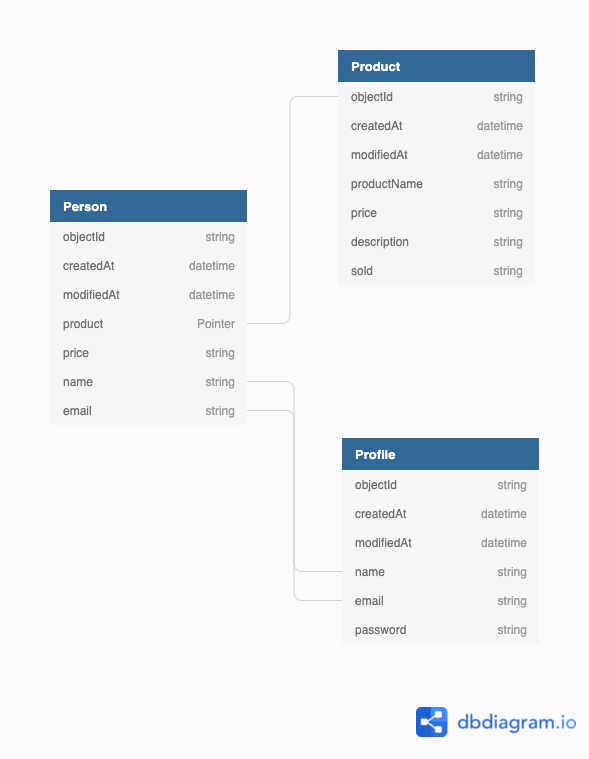 Product
objectId string
createdAt datetime
modifiedAt datetime
productName string
price string
description string
sold string
Person
objectId string
createdAt datetime
modifiedAt datetime
product Pointer
price string
name string
email string
Profile
objectId string
createdAt datetime
modifiedAt datetime
name string
email string
password string
dbdiagram.io